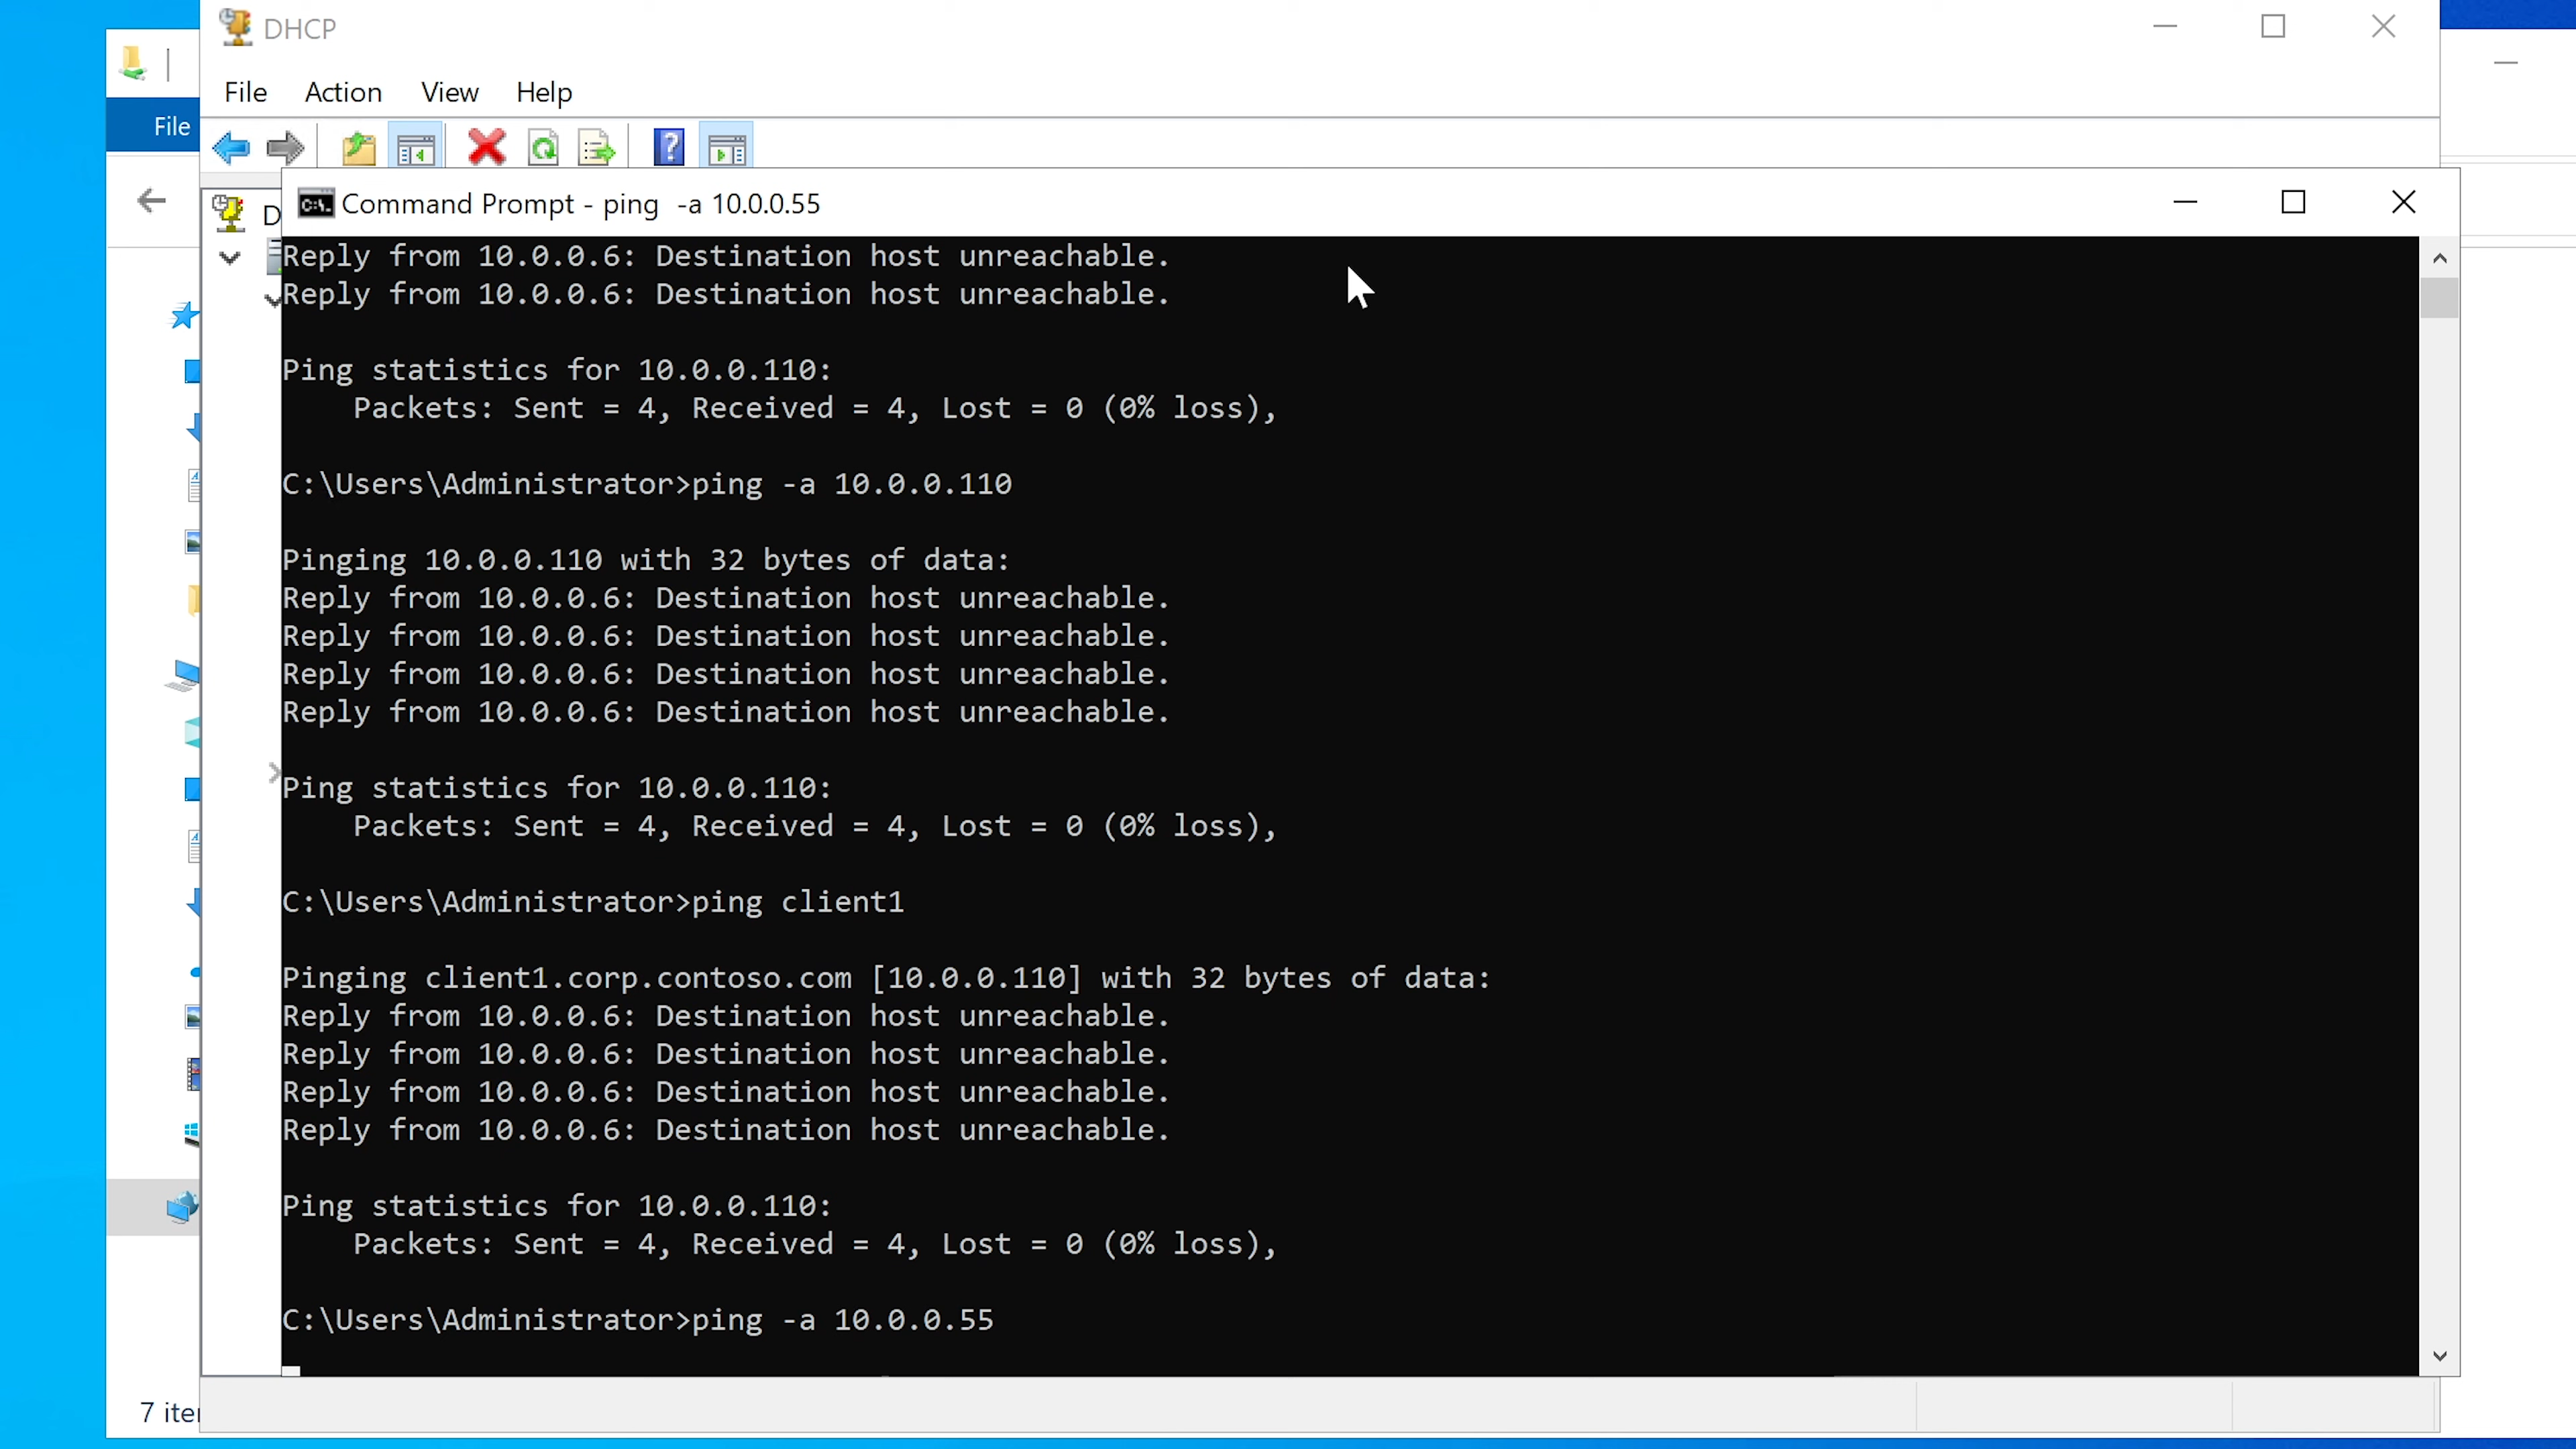 DHCP
File Action View Help
File
Command Prompt - ping -a 10.0.0.55
Reply from 10.0.0.6: Destination host unreachable.
Reply from 10.0.0.6: Destination host unreachable.
Ping statistics for 10.0.0.110:
Packets: Sent = 4, Received = 4, Lost = 0 (0% loss),
C:\Users\Administrator>ping -a 10.0.0.110
Pinging 10.0.0.110 with 32 bytes of data:
Reply from 10.0.0.6: Destination host unreachable.
Reply from 10.0.0.6: Destination host unreachable.
Reply from 10.0.0.6: Destination host unreachable.
Reply from 10.0.0.6: Destination host unreachable.
Ping statistics for 10.0.0.110:
Packets: Sent = 4, Received = 4, Lost = 0 (0% loss),
C:\Users\Administrator>ping client1
Pinging client1.corp.contoso.com [10.0.0.110] with 32 bytes of data:
Reply from 10.0.0.6: Destination host unreachable.
Reply from 10.0.0.6: Destination host unreachable.
Reply from 10.0.0.6: Destination host unreachable.
Reply from 10.0.0.6: Destination host unreachable.
Ping statistics for 10.0.0.110:
Packets: Sent = 4, Received = 4, Lost = 0 (0% loss),
C:\Users\Administrator>ping -a 10.0.0.55
7